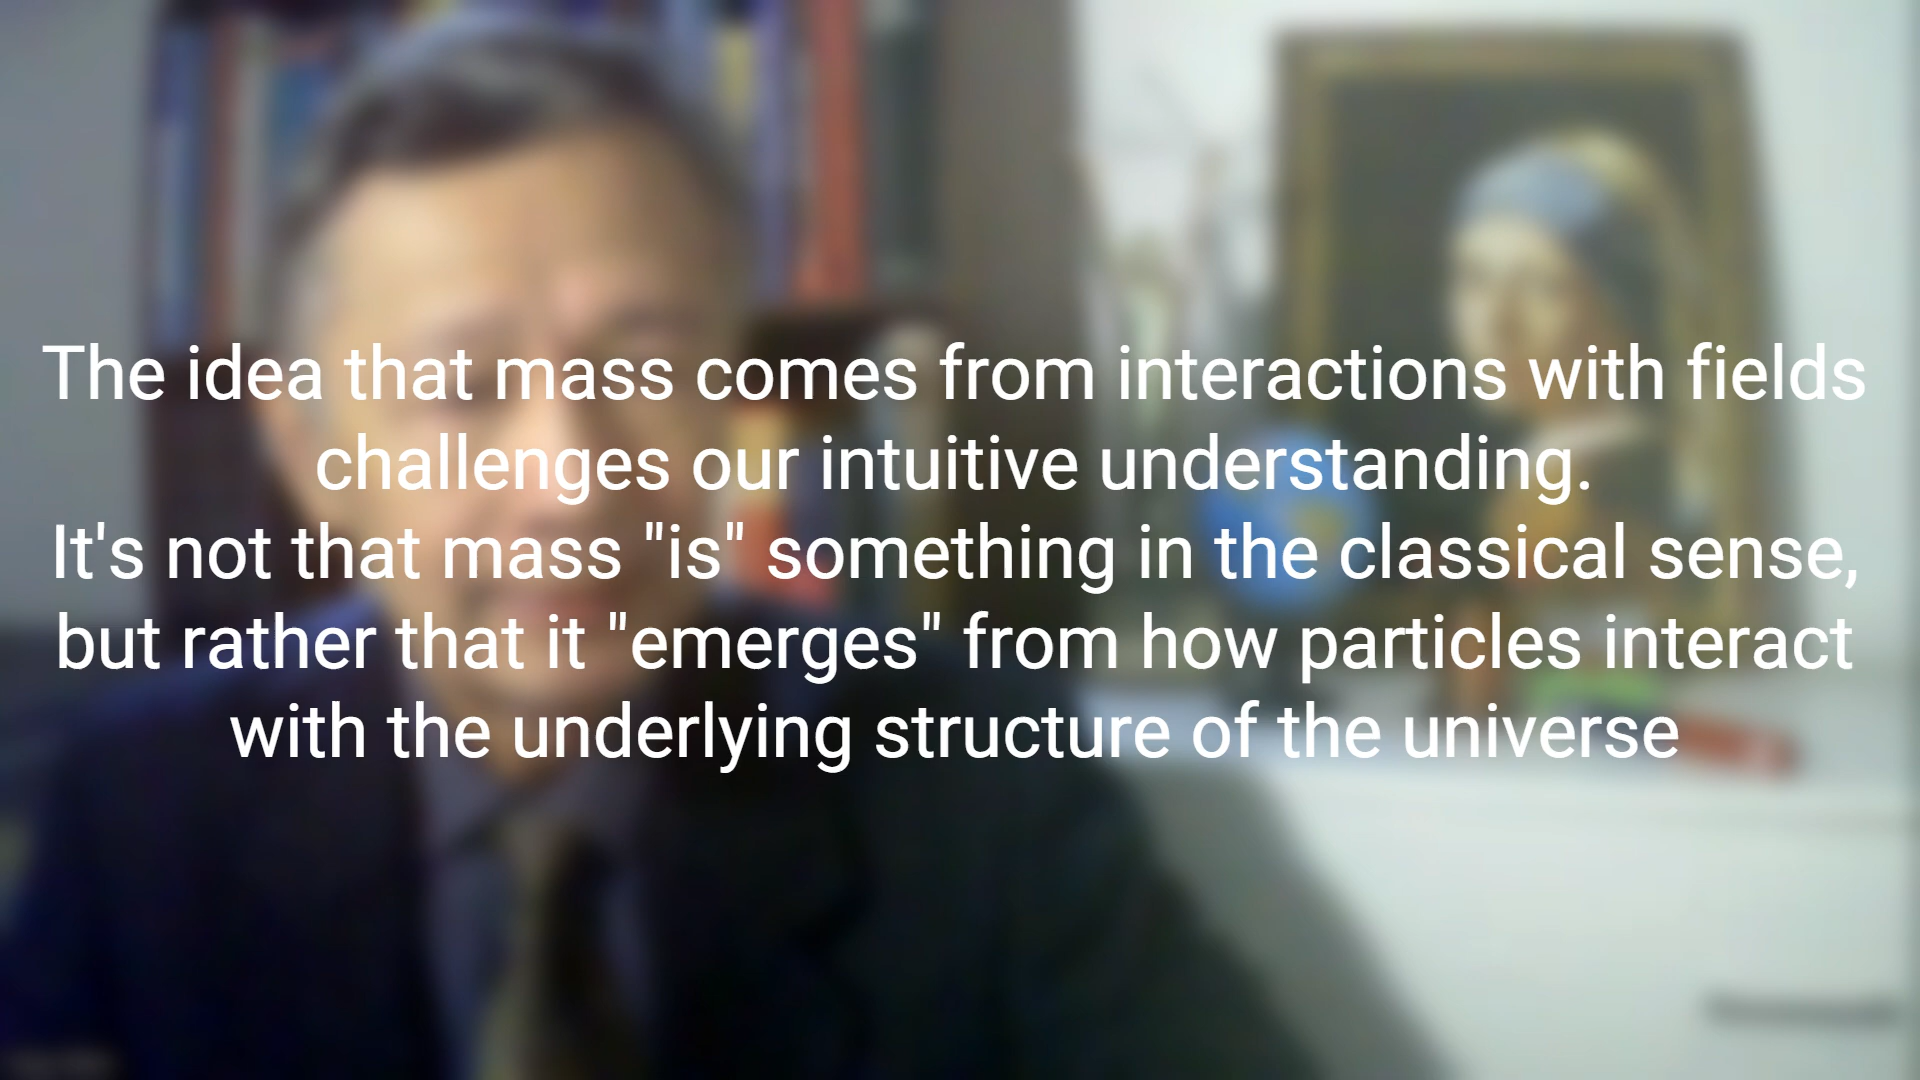 The idea that mass comes from interactions with fields
challenges our intuitive understanding.
It's not that mass "is" something in the classical sense,
but rather that it "emerges" from how particles interact
with the underlying structure of the universe